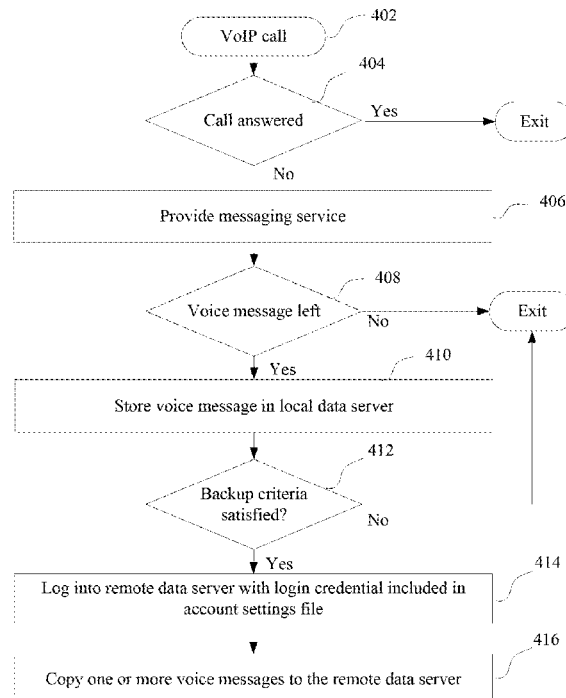 VoIP call
402
404
Call answered
Yes
Exit
No
Provide messaging service
406
408
Voice message left
No
Exit
Yes
410
Store voice message in local data server
412
Backup criteria
satisfied?
No
Yes
Log into remote data server with login credential included in
account settings file
414
416
Copy one or more voice messages to the remote data server